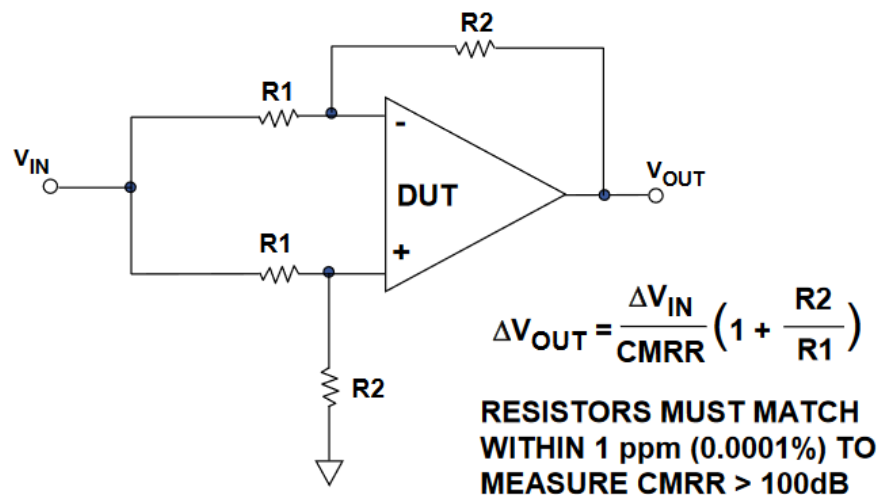 R2
R1
V_IN
-
DUT
V_OUT
R1
+
R2
ΔV_OUT = ΔV_IN / CMRR (1 + R2 / R1)
RESISTORS MUST MATCH
WITHIN 1 ppm (0.0001%) TO
MEASURE CMRR > 100dB